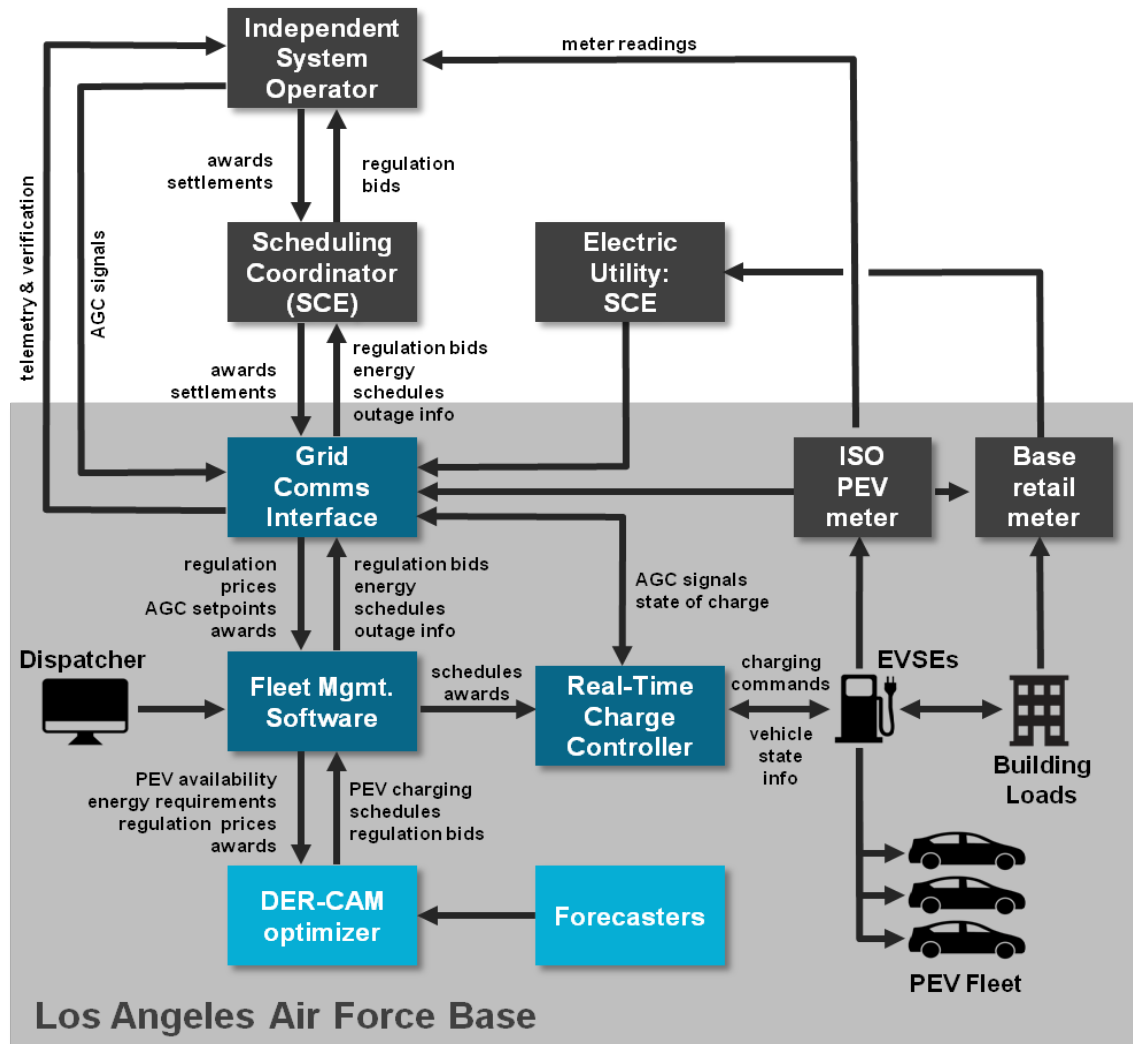 Independent
System
Operator
meter readings
awards
settlements
regulation
bids
telemetry & verification
AGC signals
Scheduling
Coordinator
(SCE)
Electric
Utility:
SCE
awards
settlements
regulation bids
energy
schedules
outage info
Grid
Comms
Interface
ISO
PEV
meter
Base
retail
meter
regulation
prices
AGC setpoints
awards
regulation bids
energy
schedules
outage info
AGC signals
state of charge
Dispatcher
Fleet Mgmt.
Software
schedules
awards
Real-Time
Charge
Controller
charging
commands
vehicle
state
info
EVSEs
Building
Loads
PEV availability
energy requirements
regulation prices
awards
PEV charging
schedules
regulation bids
DER-CAM
optimizer
Forecasters
PEV Fleet
Los Angeles Air Force Base